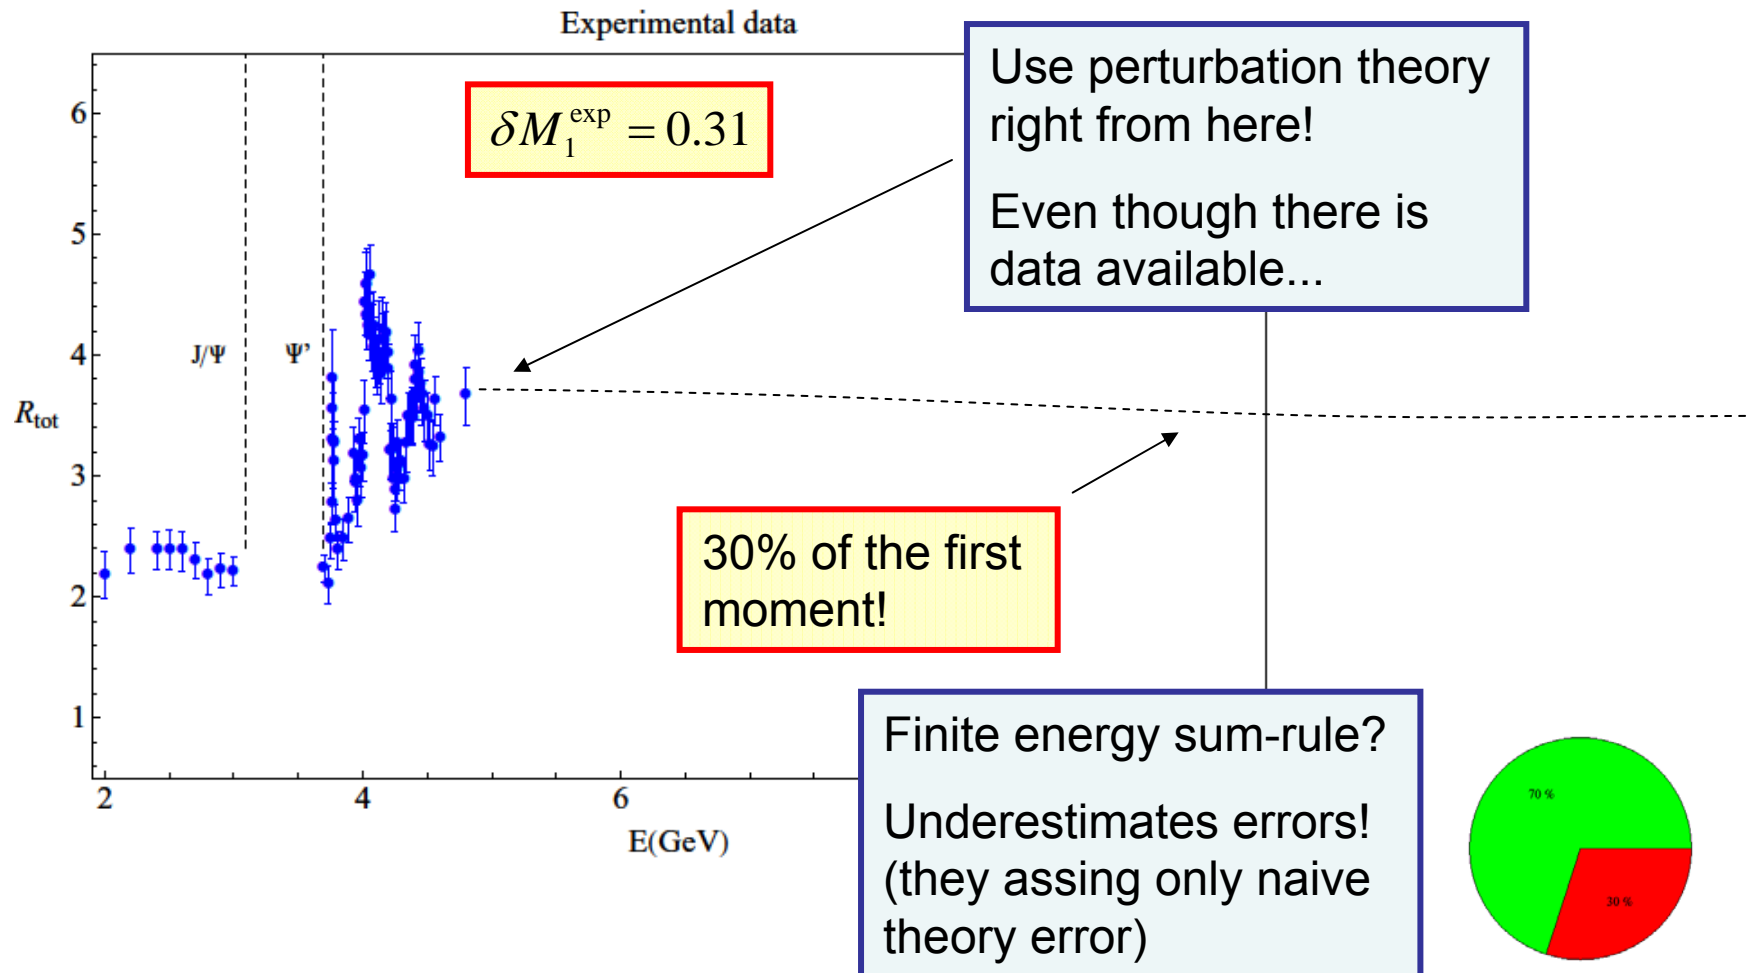 Experimental data
Use perturbation theory
right from here!
Even though there is
data available...
δM₁^exp = 0.31
6
5
4
3
2
1
R_tot
J/Ψ
Ψ'
30% of the first
moment!
2
4
6
E(GeV)
Finite energy sum-rule?
Underestimates errors!
(they assing only naive
theory error)
70 %
30 %